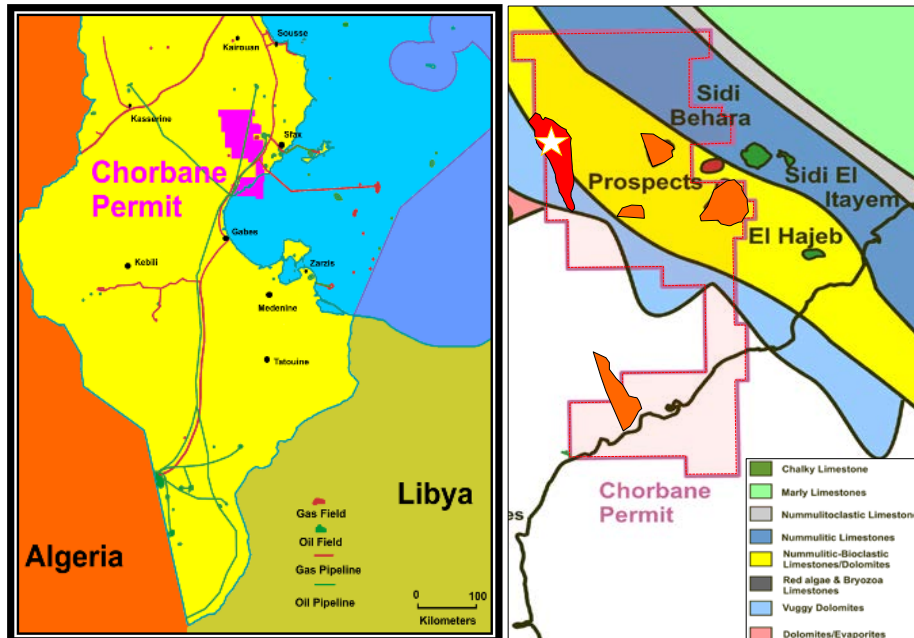 Sousse
Kairouan
Kasserine
Sfax
Chorbane
Permit
Gabes
Kebili
Zarzis
Medenine
Tatouine
Libya
Algeria
Gas Field
Oil Field
Gas Pipeline
Oil Pipeline
0 100
Kilometers
Sidi
Behara
Prospects
Sidi El
Itayem
El Hajeb
Chorbane
Permit
es
Chalky Limestone
Marly Limestones
Nummulitoclastic Limestone
Nummulitic Limestones
Nummulitic-Bioclastic
Limestones/Dolomites
Red algae & Bryozoa
Limestones
Vuggy Dolomites
Dolomites/Evaporites